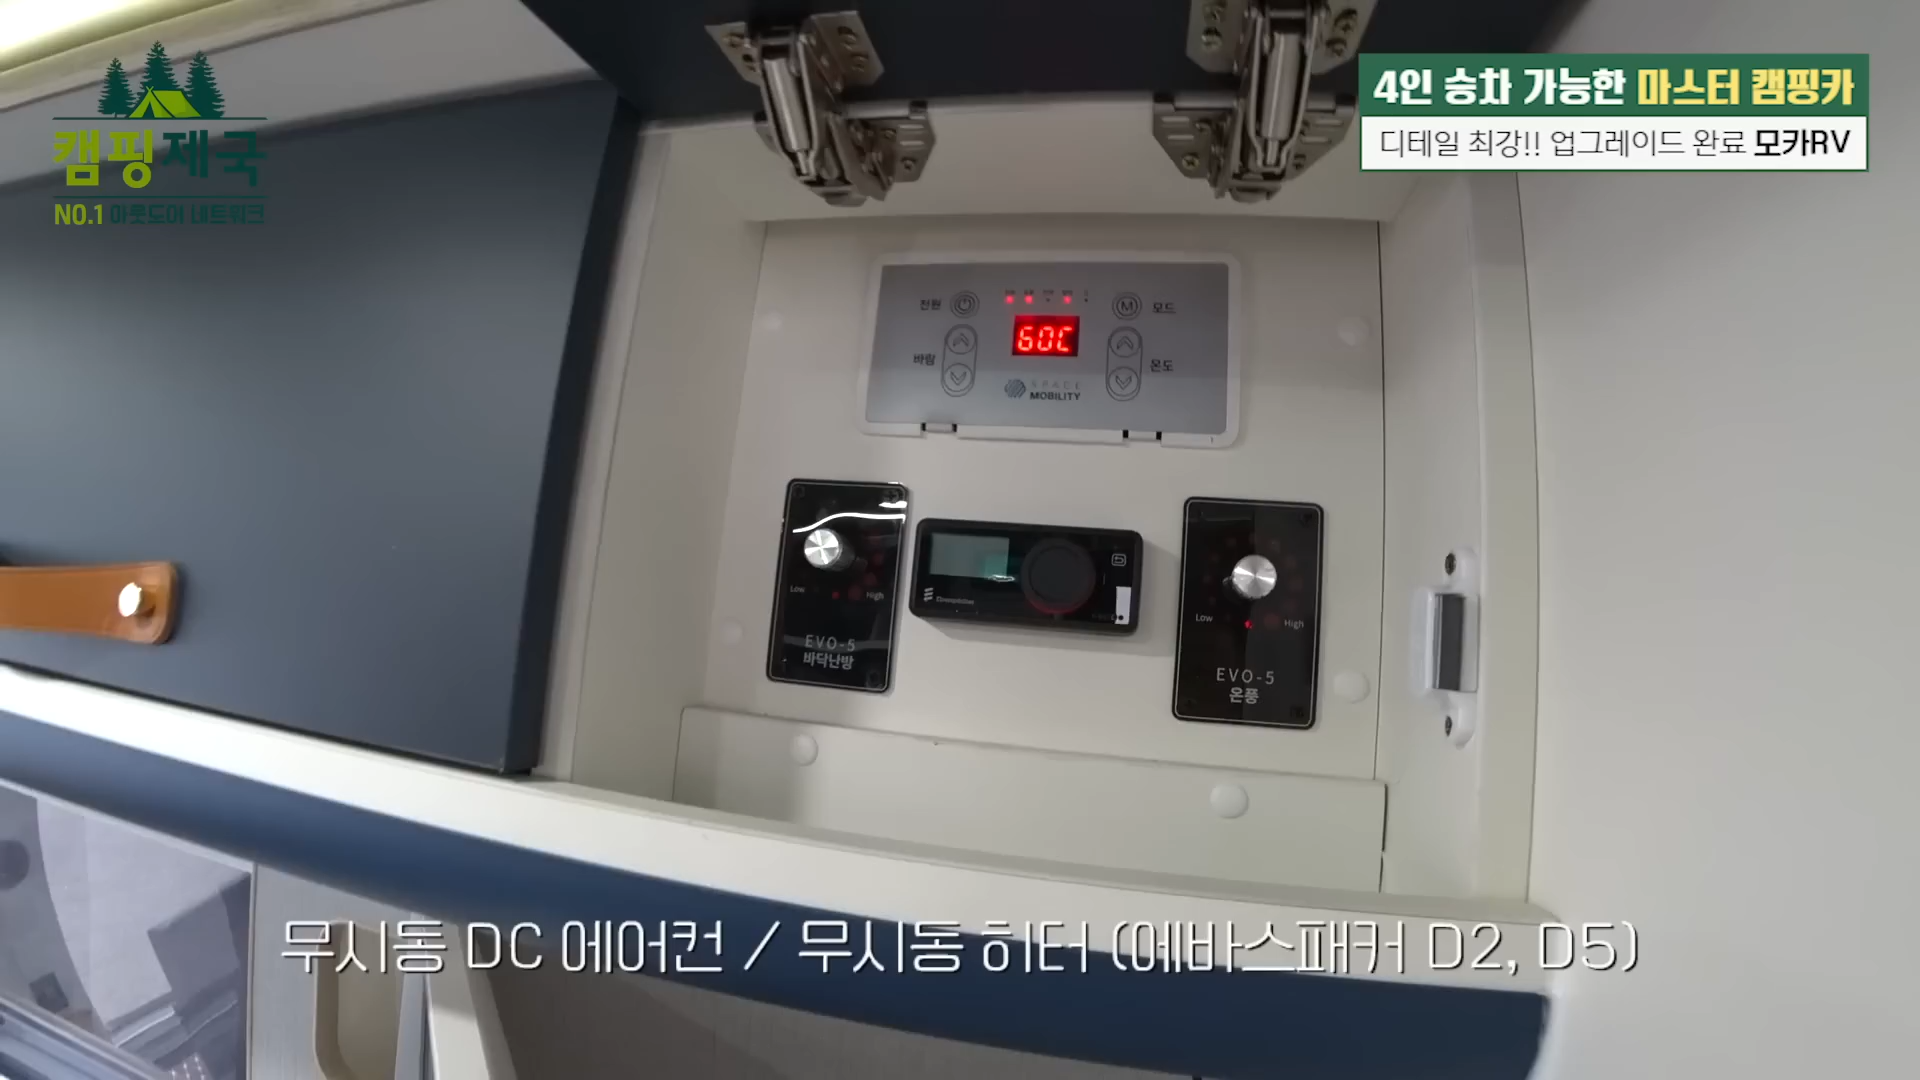 캠핑제국
NO.1 아웃도어 네트워크
4인 승차 가능한 마스터 캠핑카
디테일 최강!! 업그레이드 완료 모카RV
전원
M 모드
60C
바람
온도
SPACE
MOBILITY
Low High
EVO-5
바닥난방
Low High
EVO-5
온풍
무시동 DC 에어컨 / 무시동 히터 (에바스패커 D2, D5)